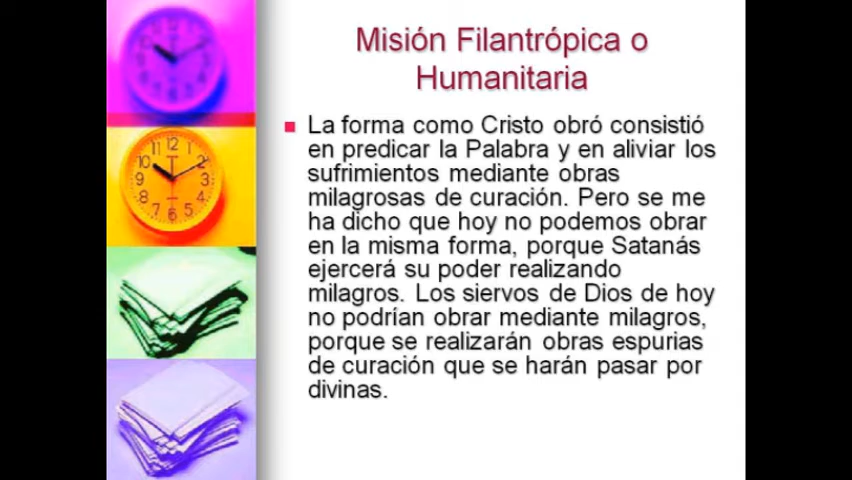 Misión Filantrópica o
Humanitaria
La forma como Cristo obró consistió
en predicar la Palabra y en aliviar los
sufrimientos mediante obras
milagrosas de curación. Pero se me
ha dicho que hoy no podemos obrar
en la misma forma, porque Satanás
ejercerá su poder realizando
milagros. Los siervos de Dios de hoy
no podrían obrar mediante milagros,
porque se realizarán obras espurias
de curación que se harán pasar por
divinas.